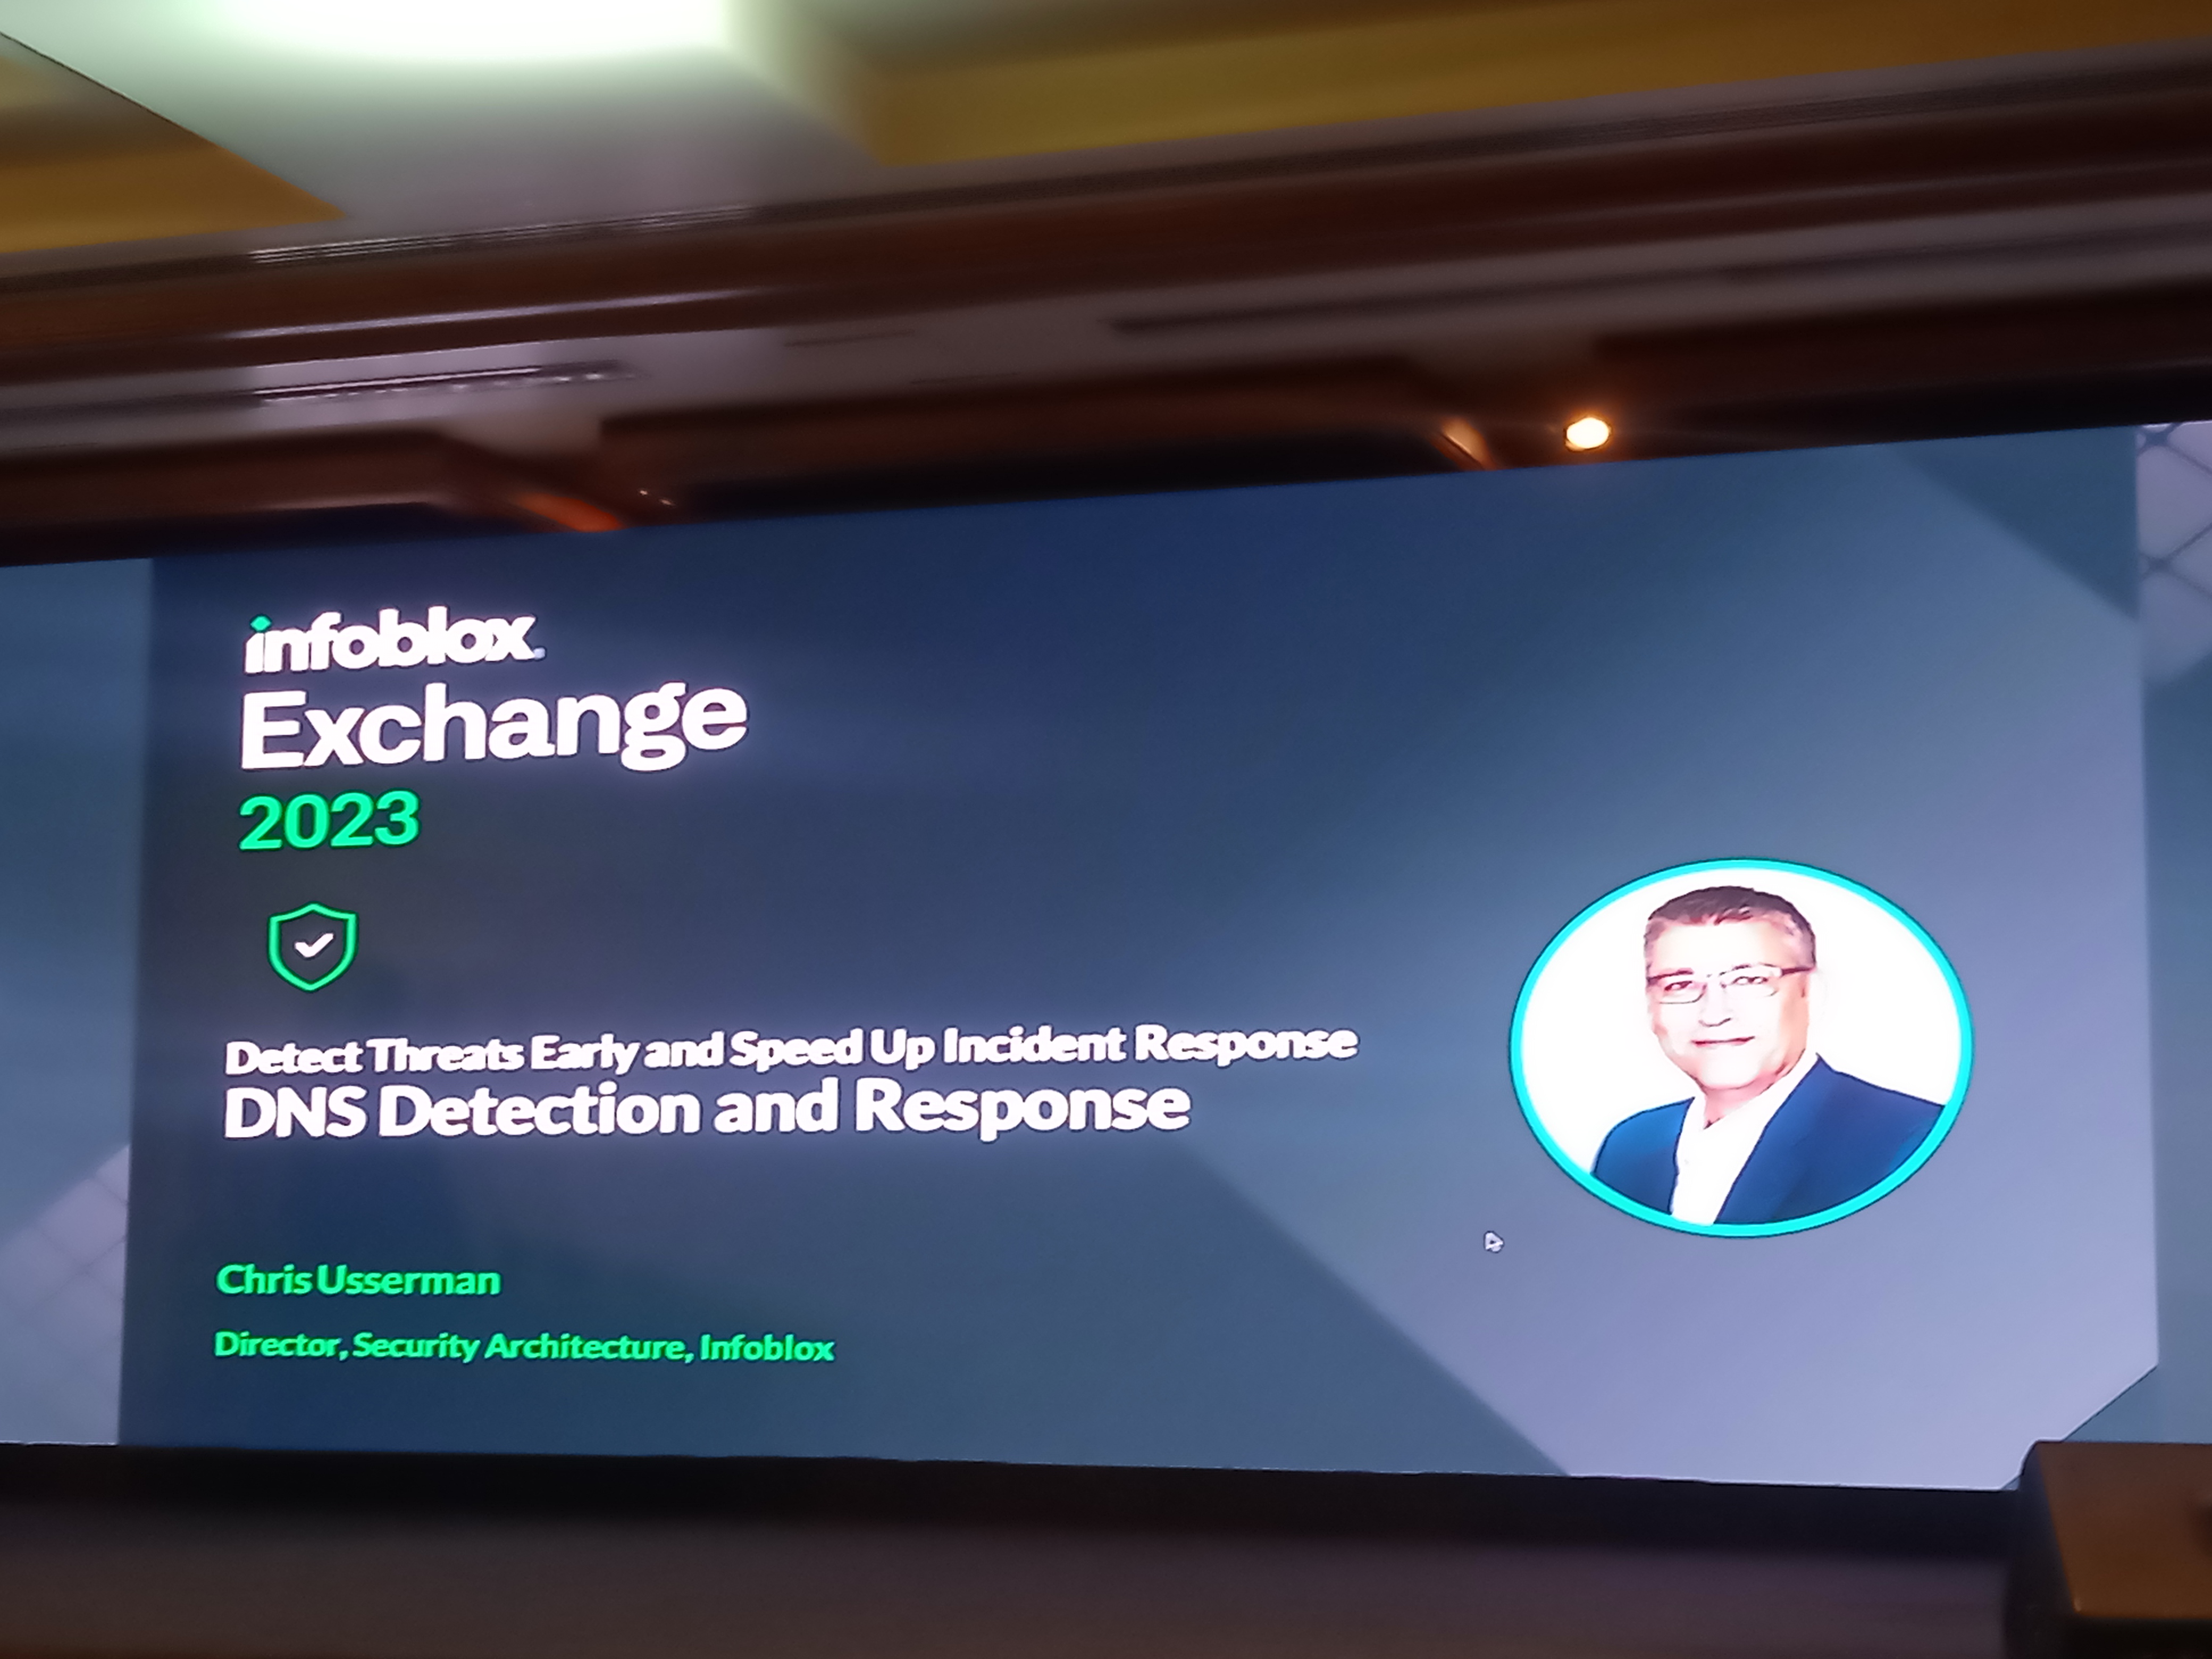 infoblox.
Exchange
2023
Detect Threats Early and Speed Up Incident Response
DNS Detection and Response
Chris Usserman
Director, Security Architecture, Infoblox